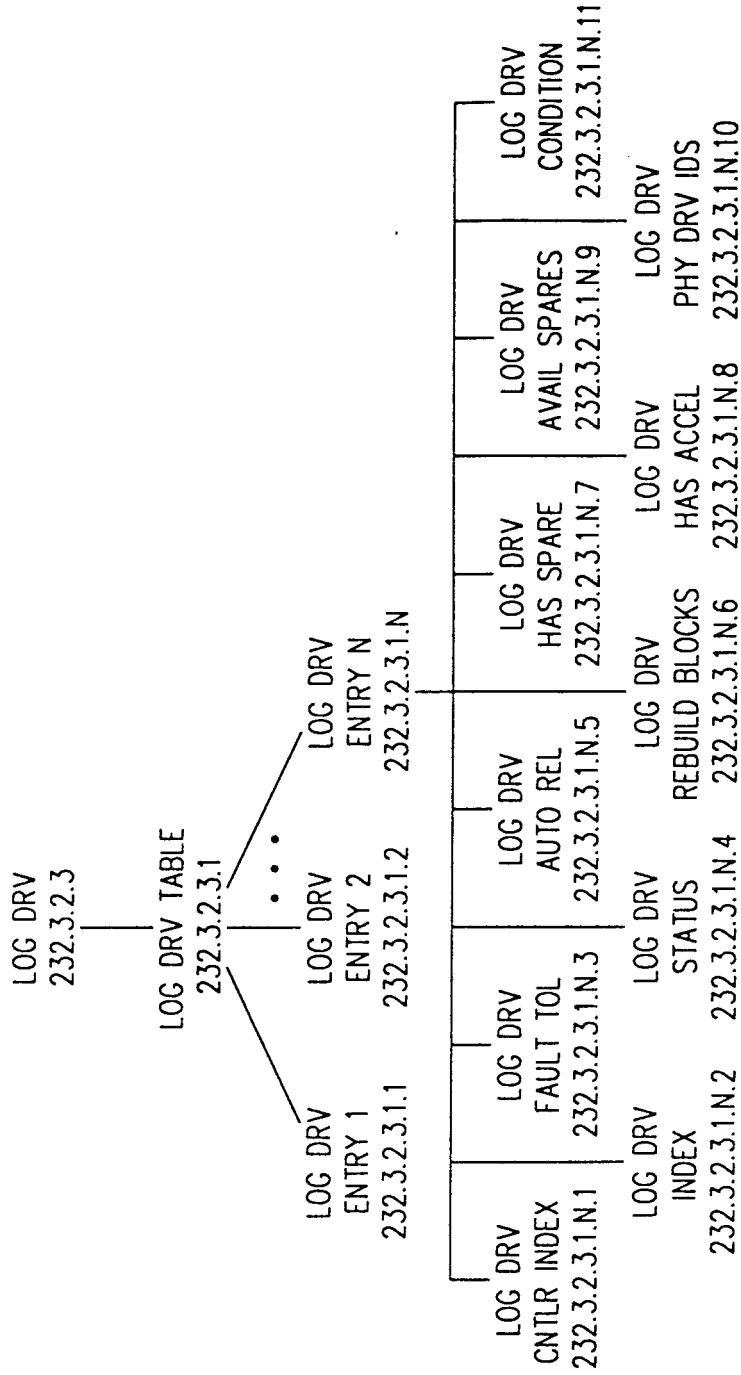 LOG DRV
232.3.2.3
LOG DRV TABLE
232.3.2.3.1
LOG DRV
ENTRY 1
232.3.2.3.1.1
LOG DRV
ENTRY 2
232.3.2.3.1.2
• • •
LOG DRV
ENTRY N
232.3.2.3.1.N
LOG DRV
CNTLR INDEX
232.3.2.3.1.N.1
LOG DRV
INDEX
232.3.2.3.1.N.2
LOG DRV
FAULT TOL
232.3.2.3.1.N.3
LOG DRV
STATUS
232.3.2.3.1.N.4
LOG DRV
AUTO REL
232.3.2.3.1.N.5
LOG DRV
REBUILD BLOCKS
232.3.2.3.1.N.6
LOG DRV
HAS SPARE
232.3.2.3.1.N.7
LOG DRV
HAS ACCEL
232.3.2.3.1.N.8
LOG DRV
AVAIL SPARES
232.3.2.3.1.N.9
LOG DRV
PHY DRV IDS
232.3.2.3.1.N.10
LOG DRV
CONDITION
232.3.2.3.1.N.11